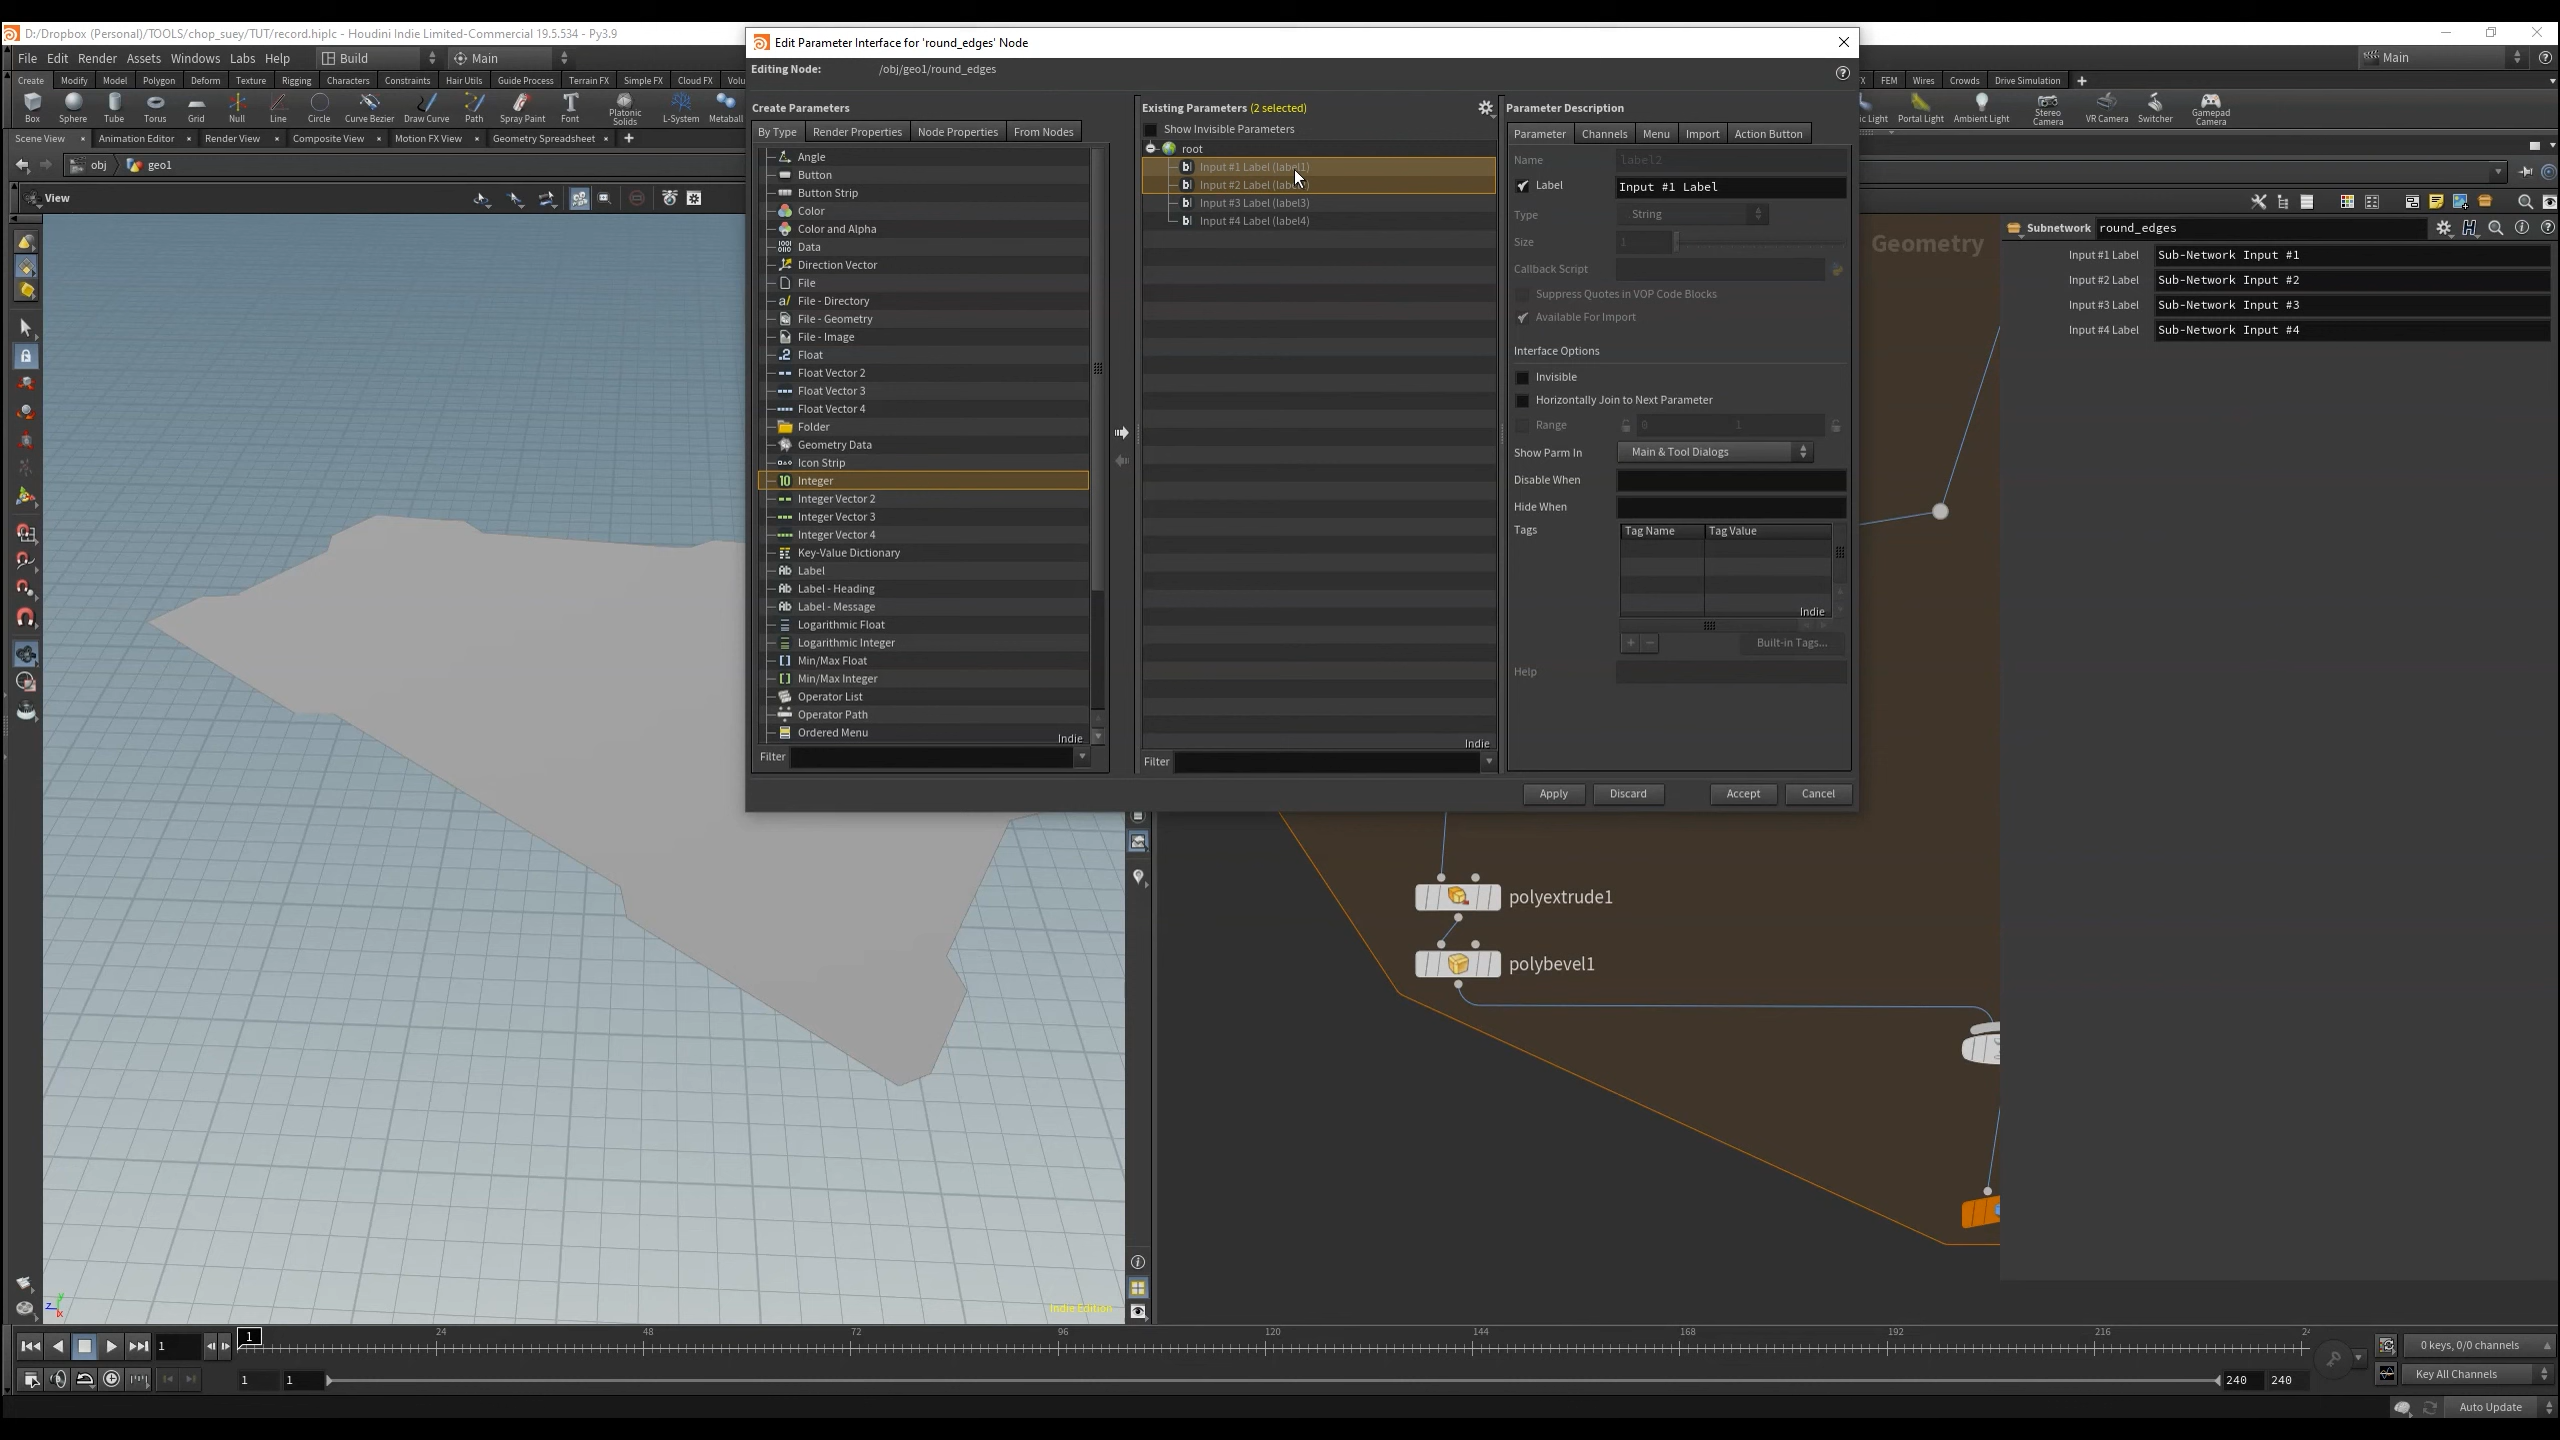 D:/Dropbox (Personal)/TOOLS/chop_suey/TUT/record.hiplc - Houdini Indie Limited-Commercial 19.5.534 - Py3.9
File Edit Render Assets Windows Labs Help Build Main
Create Modify Model Polygon Deform Texture Rigging Characters Constraints Hair Utils Guide Process Terrain FX Simple FX Cloud FX Volu
Box Sphere Tube Torus Grid Null Line Circle Curve Bezier Draw Curve Path Spray Paint Font Platonic Solids L-System Metaball
Scene View Animation Editor Render View Composite View Motion FX View Geometry Spreadsheet
obj geo1
View
Edit Parameter Interface for 'round_edges' Node
Editing Node: /obj/geo1/round_edges
Create Parameters
By Type Render Properties Node Properties From Nodes
Angle
Button
Button Strip
Color
Color and Alpha
Data
Direction Vector
File
File - Directory
File - Geometry
File - Image
Float
Float Vector 2
Float Vector 3
Float Vector 4
Folder
Geometry Data
Icon Strip
Integer
Integer Vector 2
Integer Vector 3
Integer Vector 4
Key-Value Dictionary
Label
Label - Heading
Label - Message
Logarithmic Float
Logarithmic Integer
Min/Max Float
Min/Max Integer
Operator List
Operator Path
Ordered Menu
Indie
Filter
Existing Parameters (2 selected)
Show Invisible Parameters
root
Input #1 Label (label1)
Input #2 Label
Input #3 Label (label3)
Input #4 Label (label4)
Indie
Filter
Parameter Description
Parameter Channels Menu Import Action Button
Name label2
Label Input #1 Label
Type String
Size 1
Callback Script
Suppress Quotes in VOP Code Blocks
Available For Import
Interface Options
Invisible
Horizontally Join to Next Parameter
Range 0 1
Show Parm In Main & Tool Dialogs
Disable When
Hide When
Tags Tag Name Tag Value
Indie
+ - Built-in Tags...
Help
Apply Discard Accept Cancel
Main
X FEM Wires Crowds Drive Simulation
Sky Light Portal Light Ambient Light Stereo Camera VR Camera Switcher Gamepad Camera
Geometry
Subnetwork round_edges
Input #1 Label Sub-Network Input #1
Input #2 Label Sub-Network Input #2
Input #3 Label Sub-Network Input #3
Input #4 Label Sub-Network Input #4
polyextrude1
polybevel1
Indie Edition
z y x
1 1 24 48 72 96 120 144 168 192 216 24
1 1 240 240
0 keys, 0/0 channels
Key All Channels
Auto Update